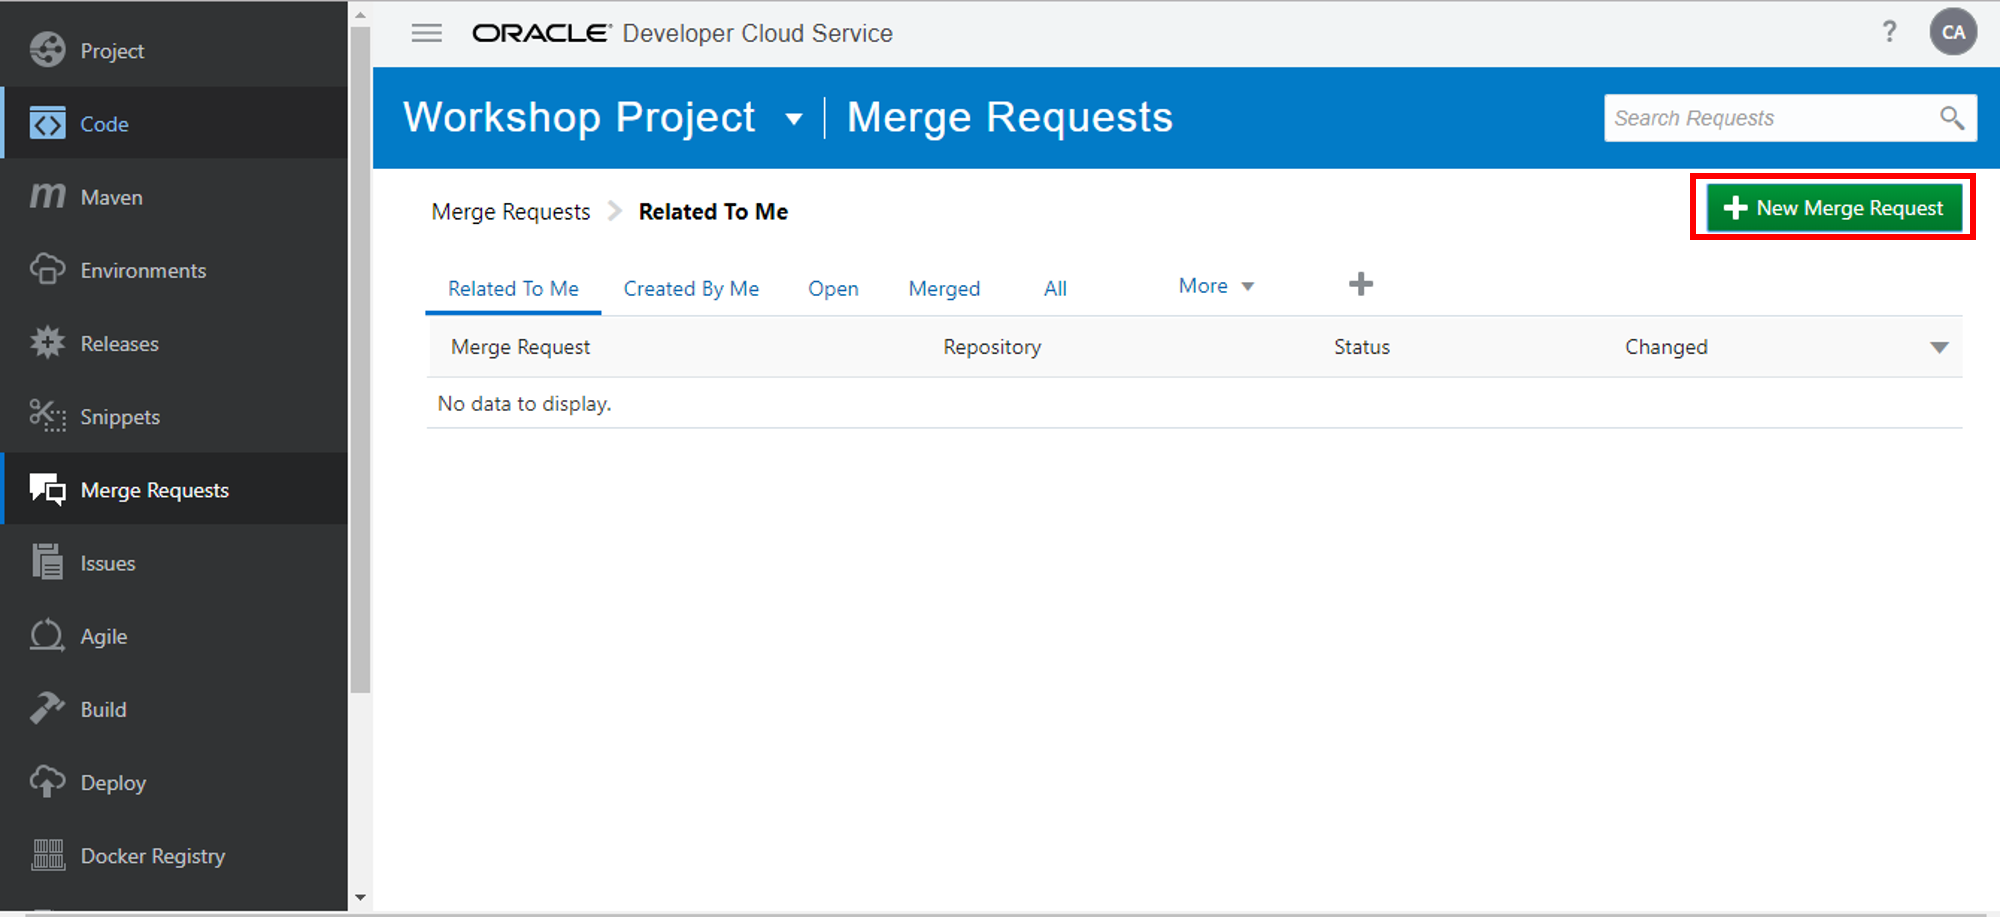 Project
Code
Maven
Environments
Releases
Snippets
Merge Requests
Issues
Agile
Build
Deploy
Docker Registry
ORACLE® Developer Cloud Service
?
CA
Workshop Project
Merge Requests
Search Requests
Merge Requests
Related To Me
New Merge Request
Related To Me
Created By Me
Open
Merged
All
More
Merge Request
Repository
Status
Changed
No data to display.